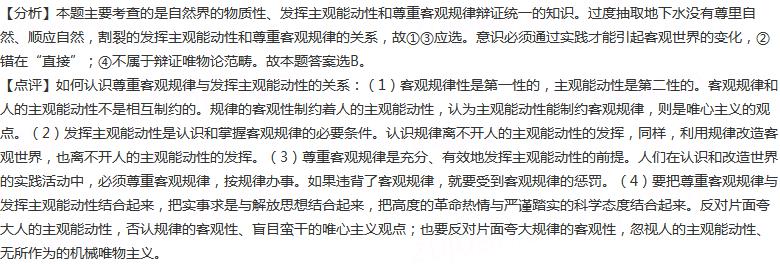 【分析】本题主要考查的是自然界的物质性、发挥主观能动性和尊重客观规律辩证统一的知识。过度抽取地下水没有尊里自
然、顺应自然，割裂的发挥主观能动性和尊重客观规律的关系，故①③应选。意识必须通过实践才能引起客观世界的变化，②
错在“直接”；④不属于辩证唯物论范畴。故本题答案选B。
【点评】如何认识尊重客观规律与发挥主观能动性的关系：（1）客观规律性是第一性的，主观能动性是第二性的。客观规律和
人的主观能动性不是相互制约的。规律的客观性制约着人的主观能动性，认为主观能动性能制约客观规律，则是唯心主义的观
点。（2）发挥主观能动性是认识和掌握客观规律的必要条件。认识规律离不开人的主观能动性的发挥，同样，利用规律改造客
观世界，也离不开人的主观能动性的发挥。（3）尊重客观规律是充分、有效地发挥主观能动性的前提。人们在认识和改造世界
的实践活动中，必须尊重客观规律，按规律办事。如果违背了客观规律，就要受到客观规律的惩罚。（4）要把尊重客观规律与
发挥主观能动性结合起来，把实事求是与解放思想结合起来，把高度的革命热情与严谨踏实的科学态度结合起来。反对片面夸
大人的主观能动性，否认规律的客观性、盲目蛮干的唯心主义观点；也要反对片面夸大规律的客观性，忽视人的主观能动性、
无所作为的机械唯物主义。